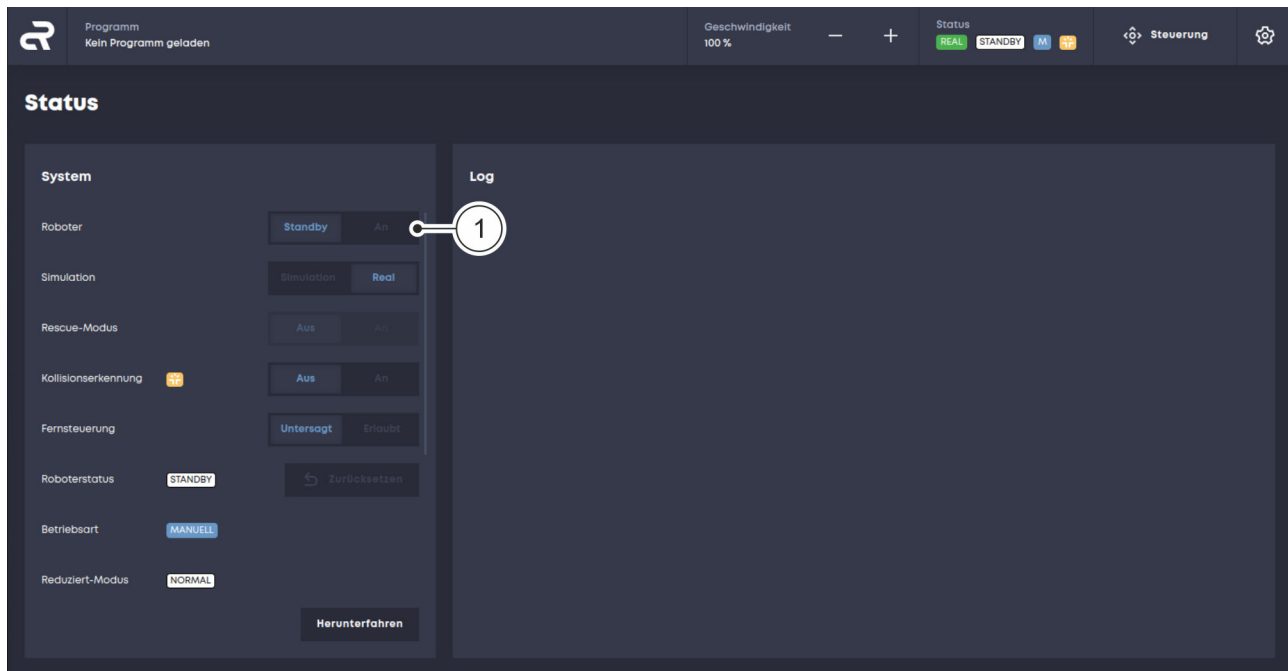 Programm
Kein Programm geladen
Geschwindigkeit
100 %
Status
REAL STANDBY M
Steuerung
Status
System
Roboter Standby An
1
Simulation Simulation Real
Rescue-Modus Aus An
Kollisionserkennung Aus An
Fernsteuerung Untersagt Erlaubt
Roboterstatus STANDBY Zurücksetzen
Betriebsart MANUELL
Reduziert-Modus NORMAL
Herunterfahren
Log